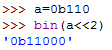 >>> a=0b110
>>> bin(a<<2)
'0b11000'